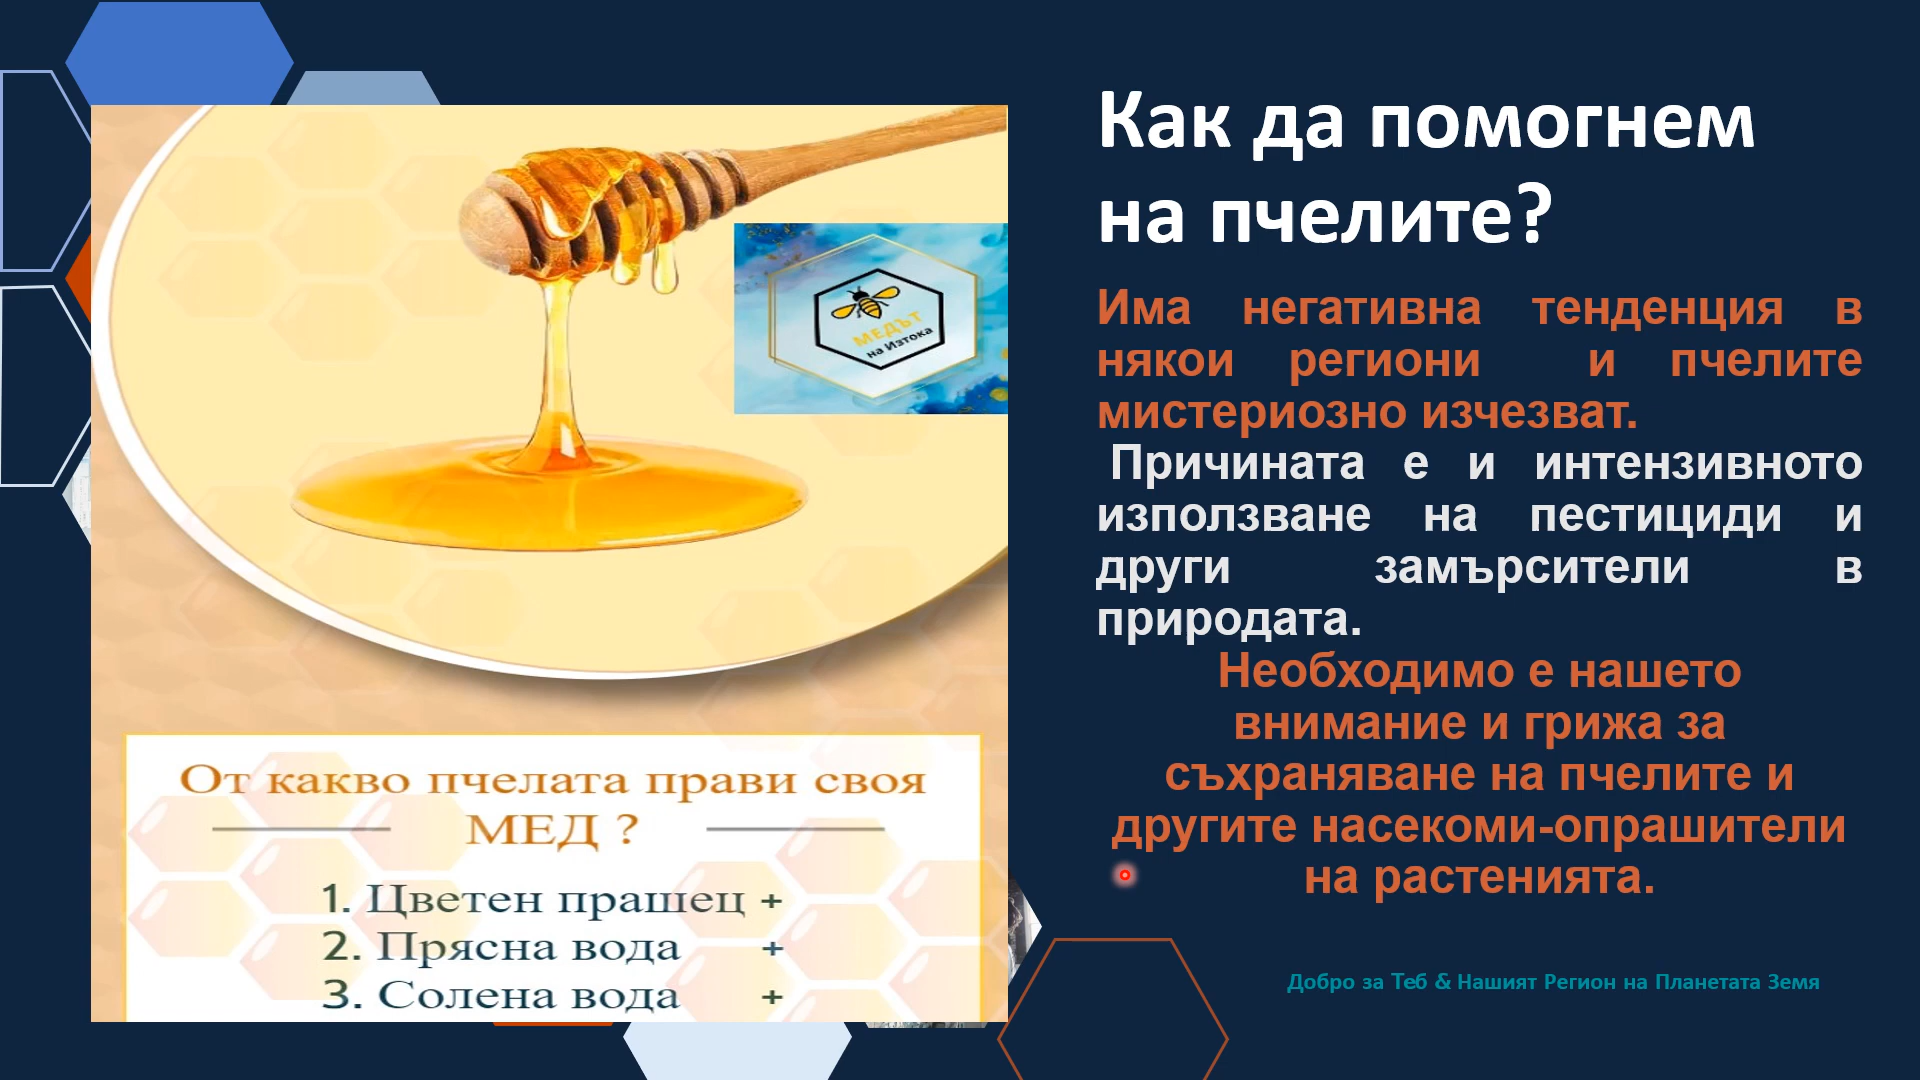 Как да помогнем
на пчелите?
Има негативна тенденция в
някои региони и пчелите
мистериозно изчезват.
Причината е и интензивното
използване на пестициди и
други замърсители в
природата.
Необходимо е нашето
внимание и грижа за
съхраняване на пчелите и
другите насекоми-опрашители
на растенията.
МЕДЪТ
на Изтока
От какво пчелата прави своя
МЕД ?
1. Цветен прашец +
2. Прясна вода +
3. Солена вода +
Добро за Теб & Нашият Регион на Планетата Земя